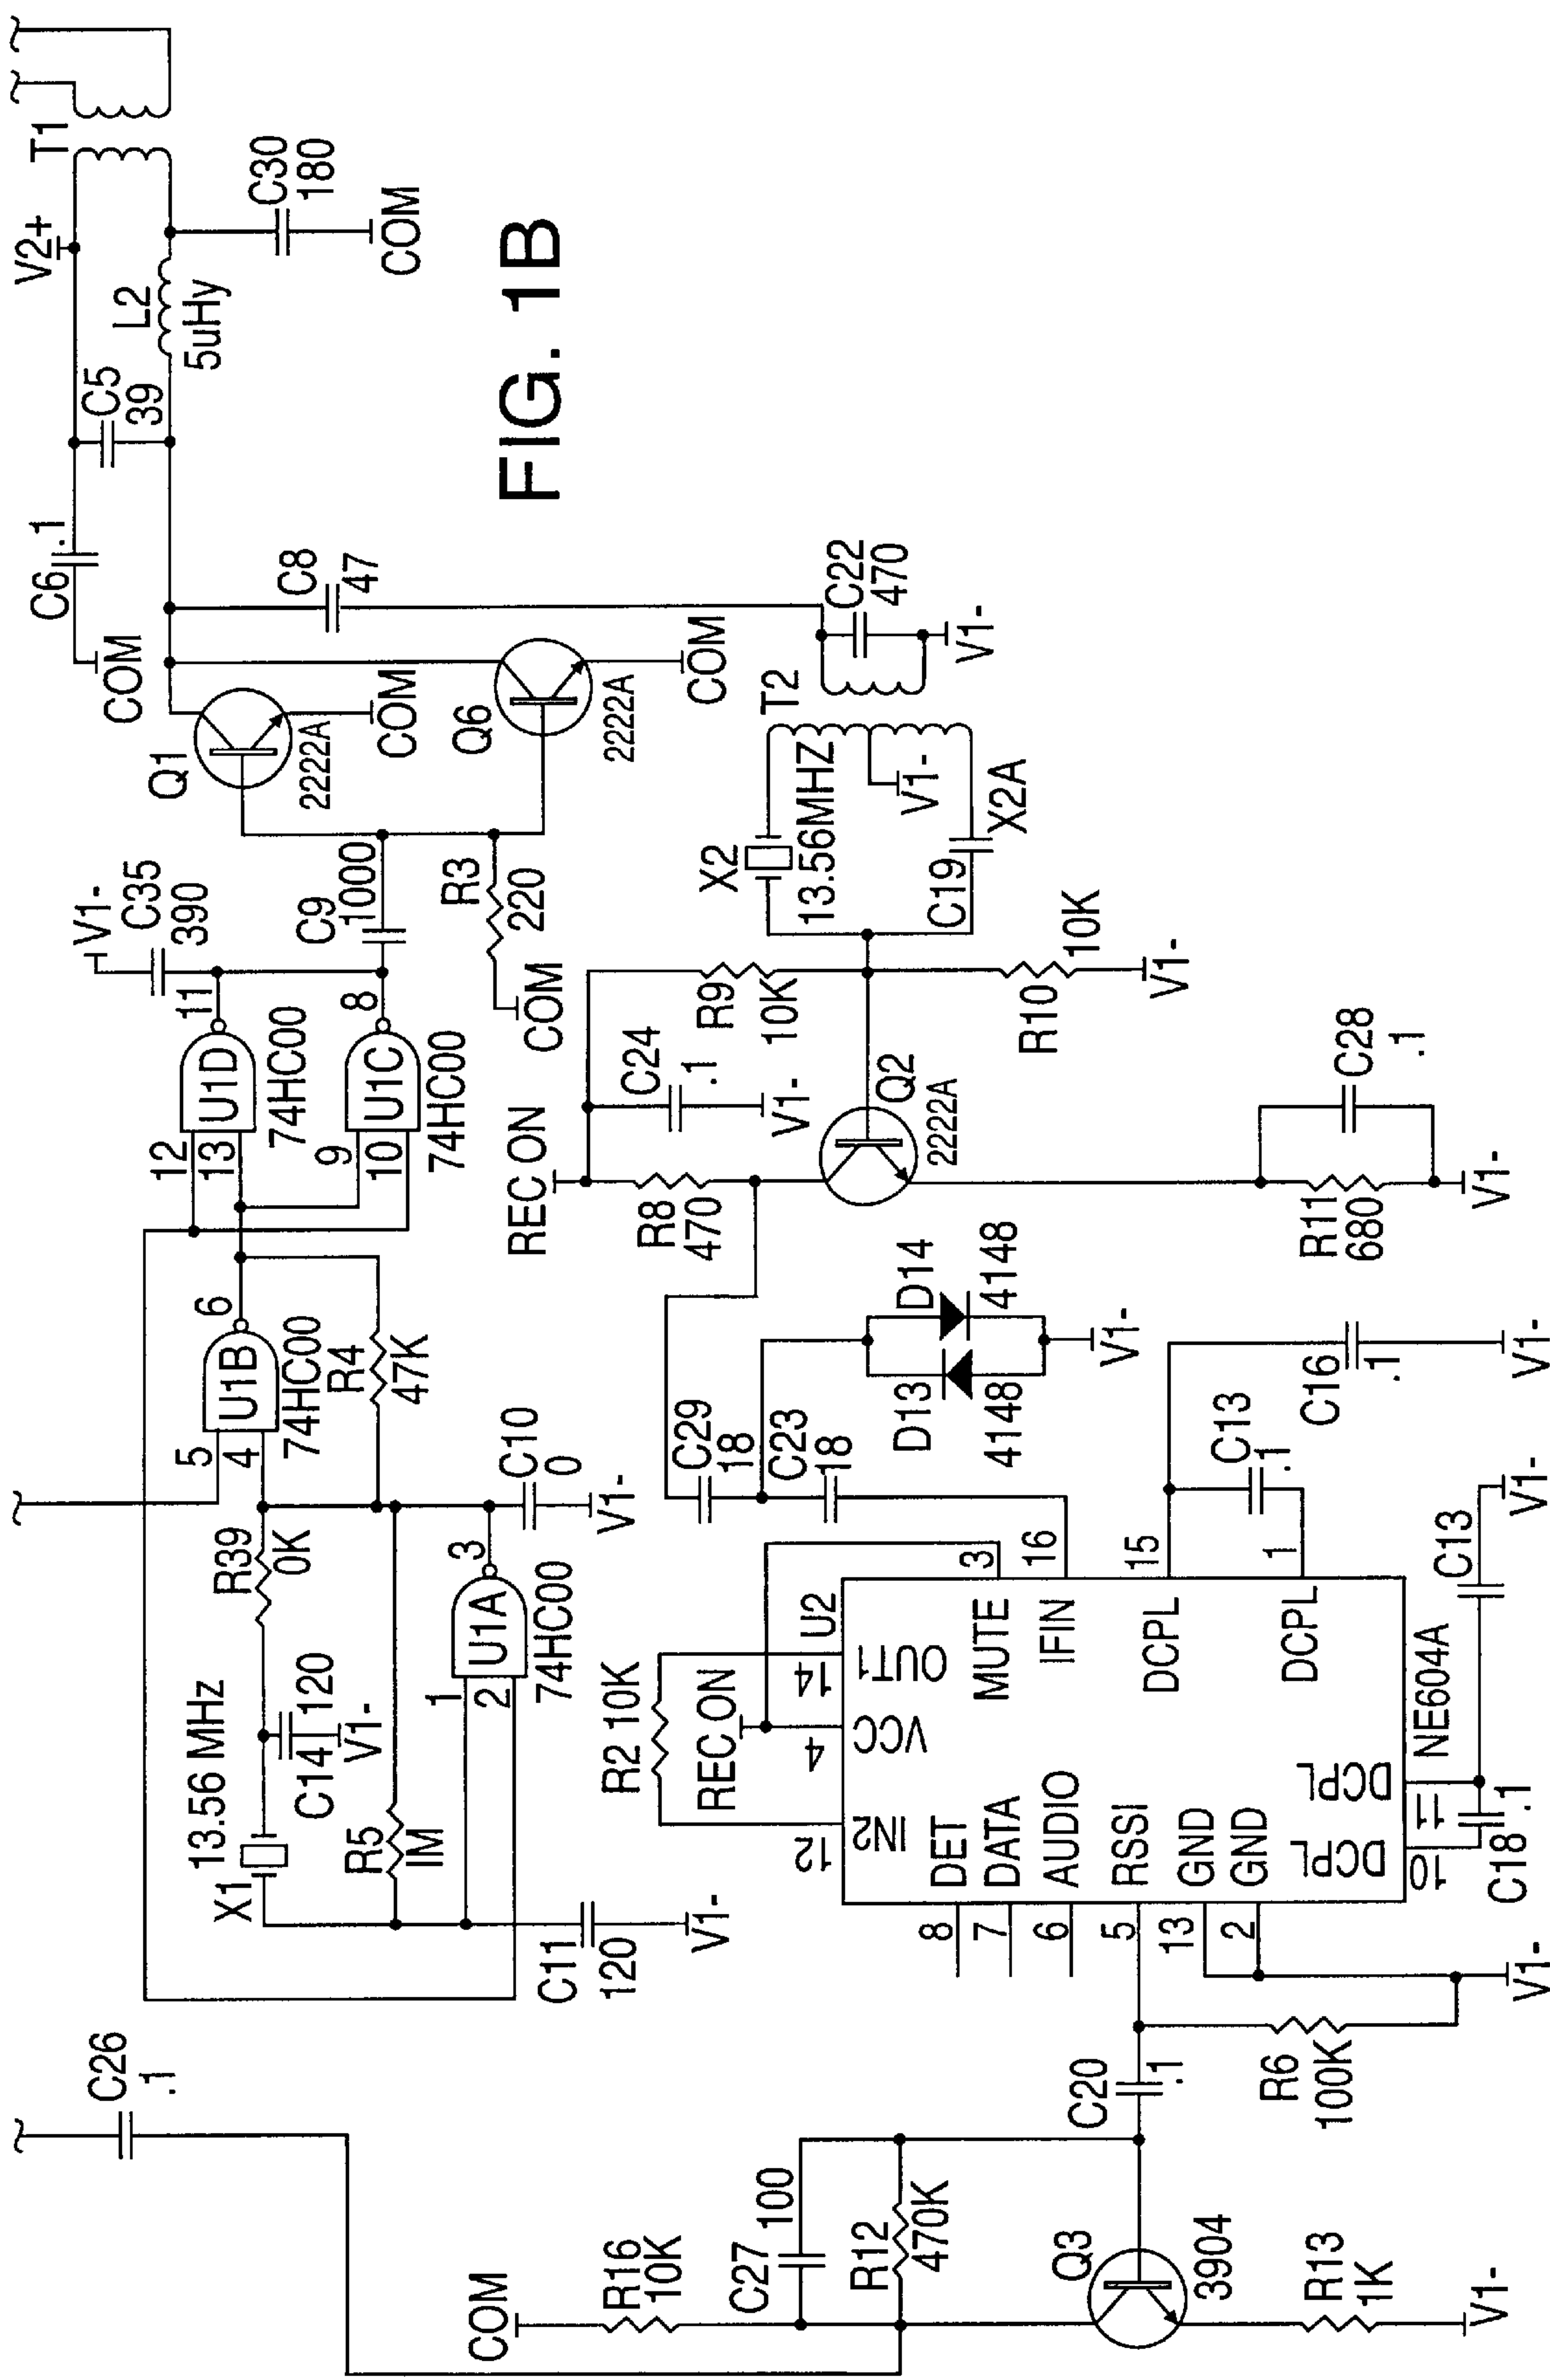 C26
.1
COM
R16
10K
C27
100
R12
470K
Q3
3904
R13
1K
V1-
C20
.1
R6
100K
V1-
X1
13.56 MHz
C14
120
V1-
R39
0K
R5
IM
1
2
U1A
3
74HC00
C11
120
V1-
C10
0
V1-
5
4
U1B
6
74HC00
R4
47K
12
13
U1D
11
74HC00
9
10
U1C
8
74HC00
V1-
C35
390
C9
1000
R3
220
COM
Q1
2222A
COM
Q6
2222A
COM
C6
.1
COM
C5
39
L2
5uHy
V2+
T1
C30
180
COM
C8
47
C22
470
V1-
T2
V1-
X2
13.56MHZ
C19
X2A
REC ON
C24
.1
V1-
R9
10K
R10
10K
V1-
R8
470
Q2
2222A
R11
680
C28
.1
V1-
C29
18
C23
18
D14
4148
D13
4148
V1-
R2 10K
REC ON
U2
12
IN2
4
VCC
14
OUT1
8
DET
7
DATA
6
AUDIO
5
RSSI
13
GND
2
GND
MUTE
3
IFIN
16
DCPL
15
DCPL
1
DCPL
10
DCPL
11
NE604A
C18
.1
C13
V1-
C13
.1
C16
.1
V1-
FIG. 1B